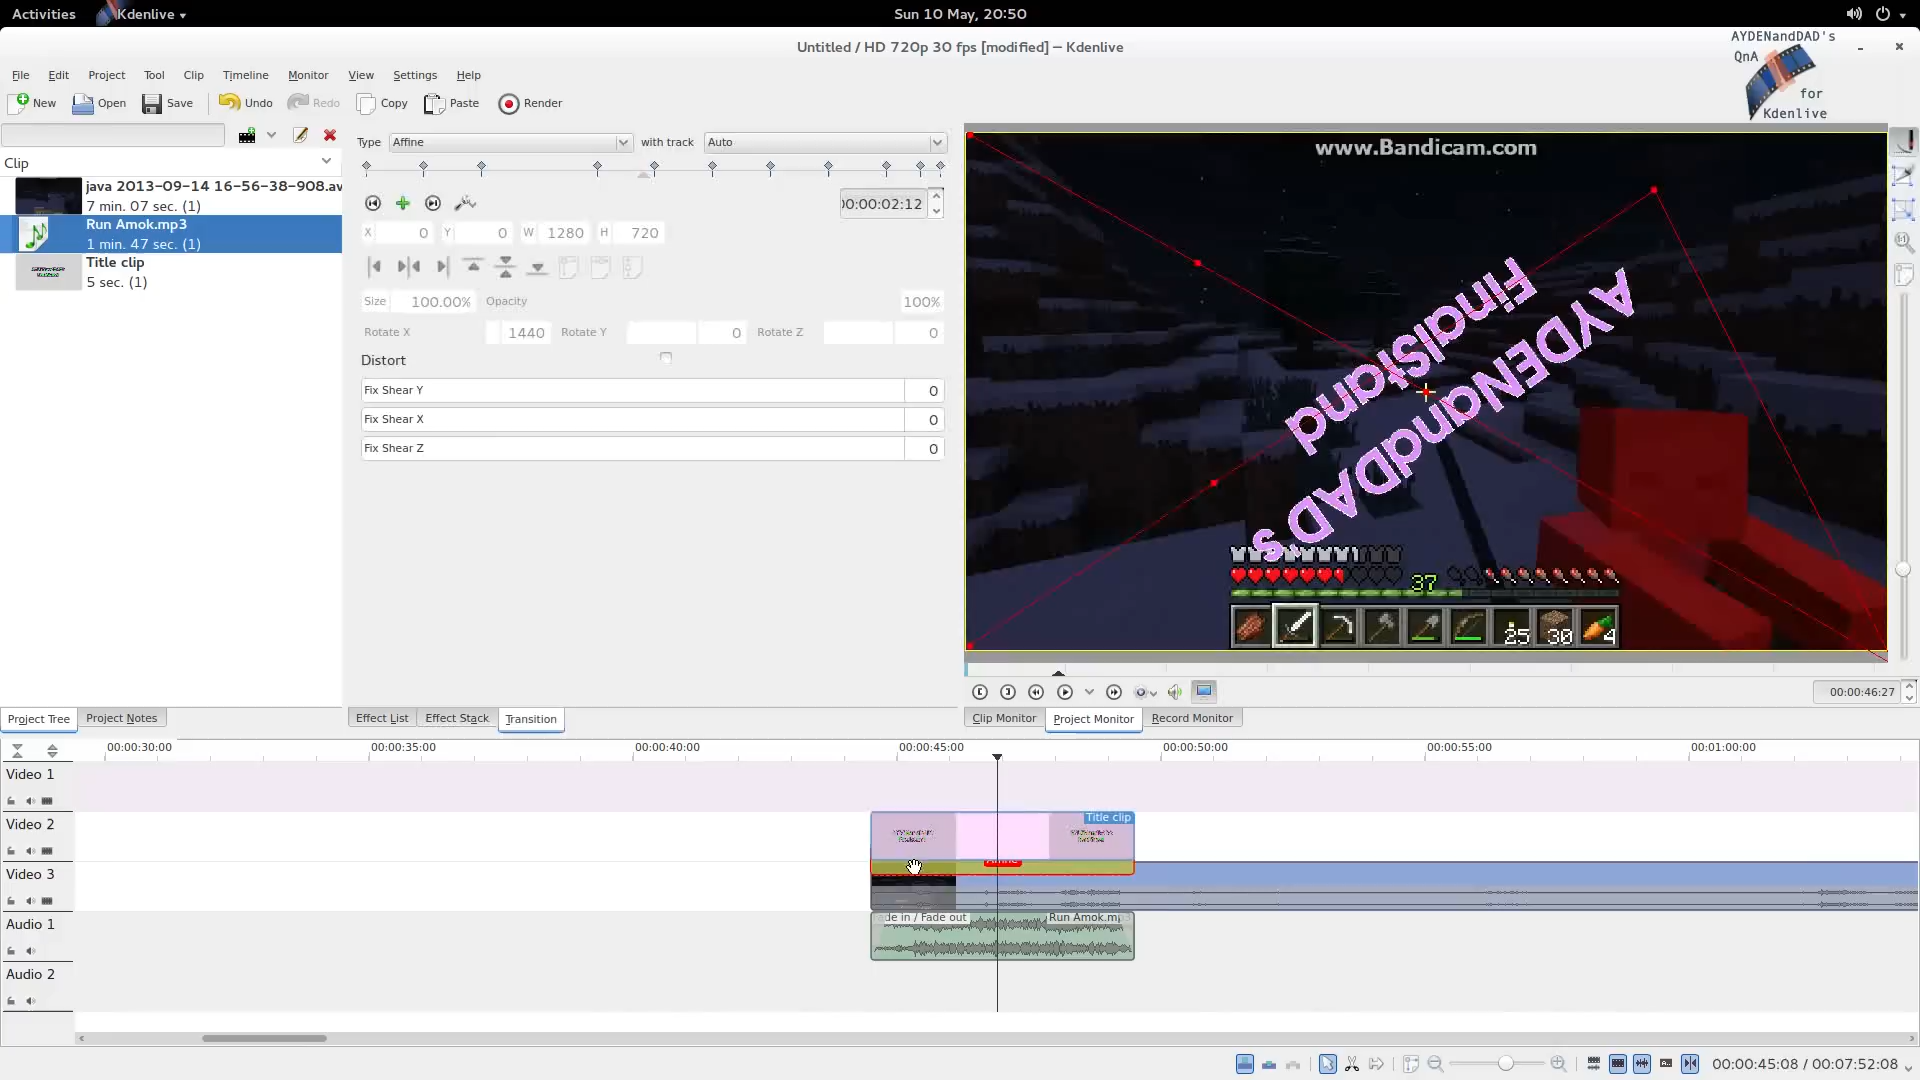 Activities
Kdenlive
Sun 10 May, 20:50
Untitled / HD 720p 30 fps [modified] – Kdenlive
AYDENandDAD's
QnA
for
Kdenlive
File Edit Project Tool Clip Timeline Monitor View Settings Help
New Open Save Undo Redo Copy Paste Render
Type Affine with track Auto
Clip
java 2013-09-14 16-56-38-908.av
7 min. 07 sec. (1)
Run Amok.mp3
1 min. 47 sec. (1)
Title clip
5 sec. (1)
00:00:02:12
X 0 Y 0 W 1280 H 720
Size 100.00% Opacity 100%
Rotate X 1440 Rotate Y 0 Rotate Z 0
Distort
Fix Shear Y 0
Fix Shear X 0
Fix Shear Z 0
www.Bandicam.com
AYDENandDAD's
FinalStand
37
25 30 4
00:00:46:27
Project Tree Project Notes
Effect List Effect Stack Transition
Clip Monitor Project Monitor Record Monitor
00:00:30:00 00:00:35:00 00:00:40:00 00:00:45:00 00:00:50:00 00:00:55:00 00:01:00:00
Video 1
Video 2
Title clip
Affine
Video 3
Audio 1
de in / Fade out Run Amok.mp3
Audio 2
00:00:45:08 / 00:07:52:08